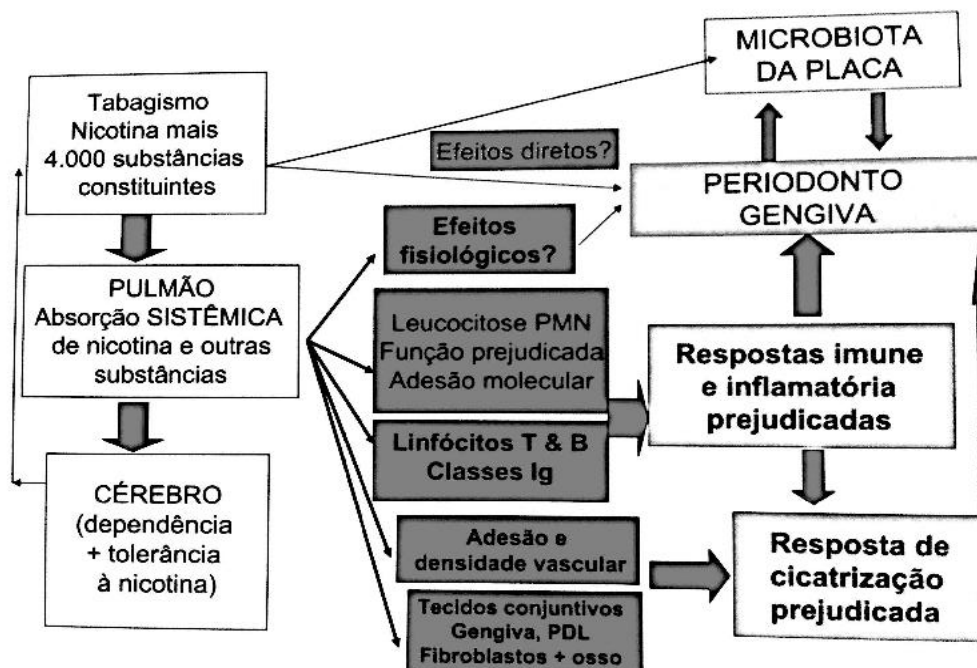 Tabagismo
Nicotina mais
4.000 substâncias
constituintes
PULMÃO
Absorção SISTÊMICA
de nicotina e outras
substâncias
CÉREBRO
(dependência
+ tolerância
à nicotina)
Efeitos diretos?
Efeitos
fisiológicos?
Leucocitose PMN
Função prejudicada
Adesão molecular
Linfócitos T & B
Classes Ig
Adesão e
densidade vascular
Tecidos conjuntivos
Gengiva, PDL
Fibroblastos + osso
MICROBIOTA
DA PLACA
PERIODONTO
GENGIVA
Respostas imune
e inflamatória
prejudicadas
Resposta de
cicatrização
prejudicada